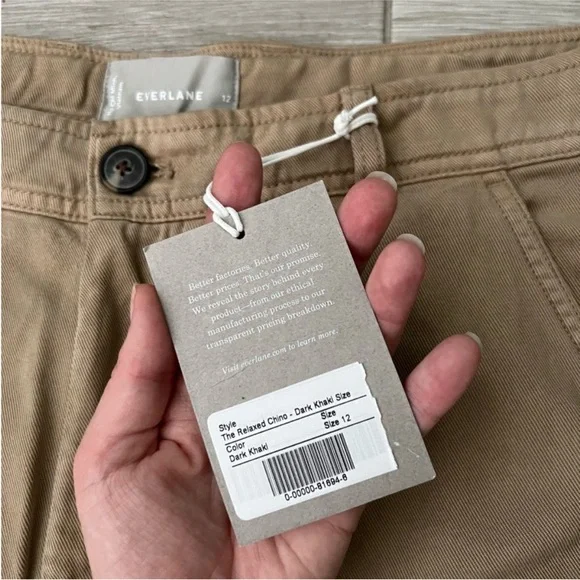 EVERLANE
12
Better factories. Better quality.
Better prices. That's our promise.
We reveal the story behind every
product—from our ethical
manufacturing process to our
transparent pricing breakdown.
Visit everlane.com to learn more.
Style
The Relaxed Chino - Dark Khaki Size
Size
Color
Size 12
Dark Khaki
0-00000-81694-6